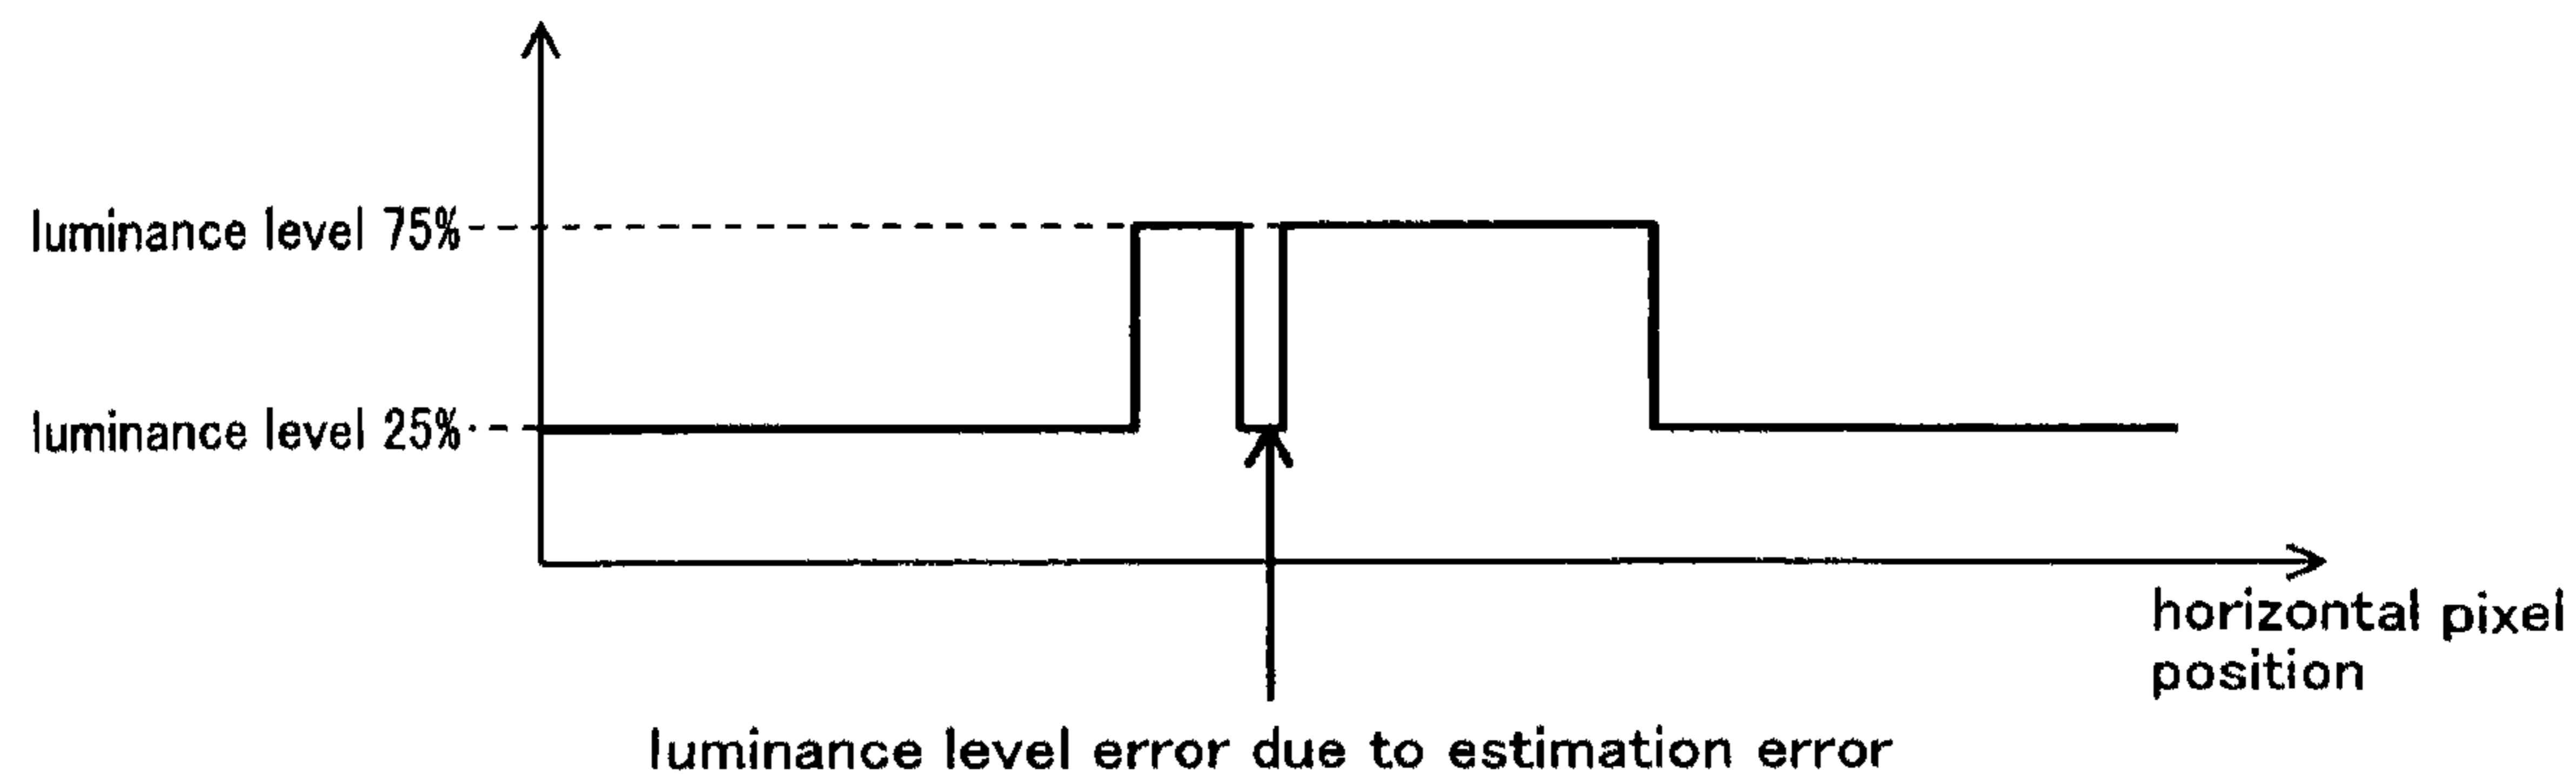 luminance level 75%
luminance level 25%
horizontal pixel
position
luminance level error due to estimation error